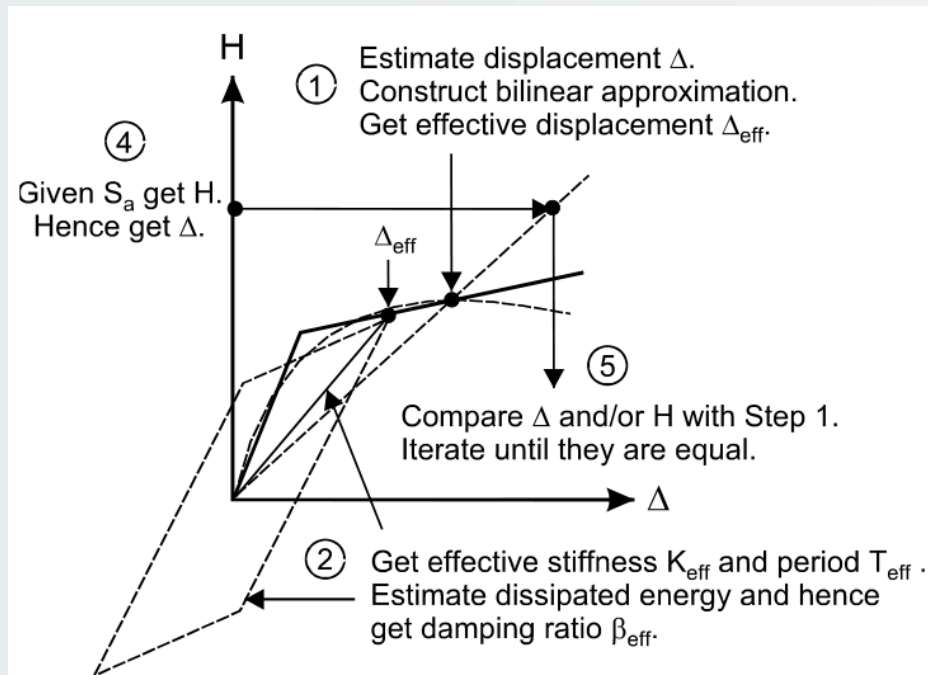 H
① Estimate displacement Δ.
Construct bilinear approximation.
Get effective displacement Δeff.
④
Given Sa get H.
Hence get Δ.
Δeff
⑤
Compare Δ and/or H with Step 1.
Iterate until they are equal.
Δ
② Get effective stiffness Keff and period Teff .
Estimate dissipated energy and hence
get damping ratio βeff.